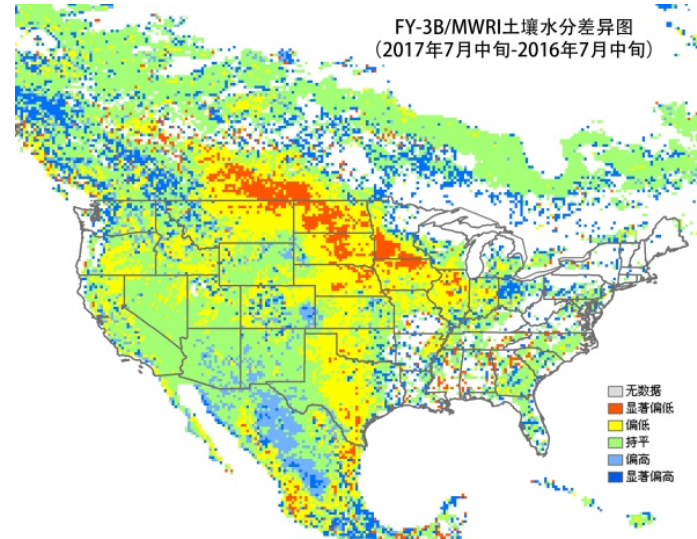 FY-3B/MWRI土壤水分差异图
（2017年7月中旬-2016年7月中旬）
无数据
显著偏低
偏低
持平
偏高
显著偏高